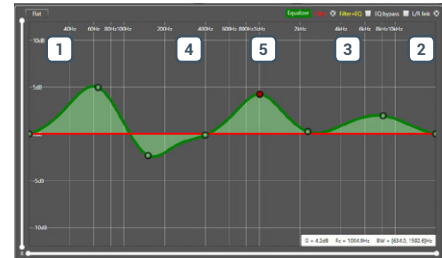 Flat Equalizer Filter+EQ EQ bypass L/R link
40Hz 60Hz 80Hz 100Hz 200Hz 400Hz 600Hz 800Hz 1kHz 2kHz 4kHz 6kHz 8kHz 10kHz
1 4 5 3 2
-10dB
-5dB
-5dB
-10dB
G = 4.2dB Fc = 1004.9Hz BW = [634.0, 1592.6]Hz